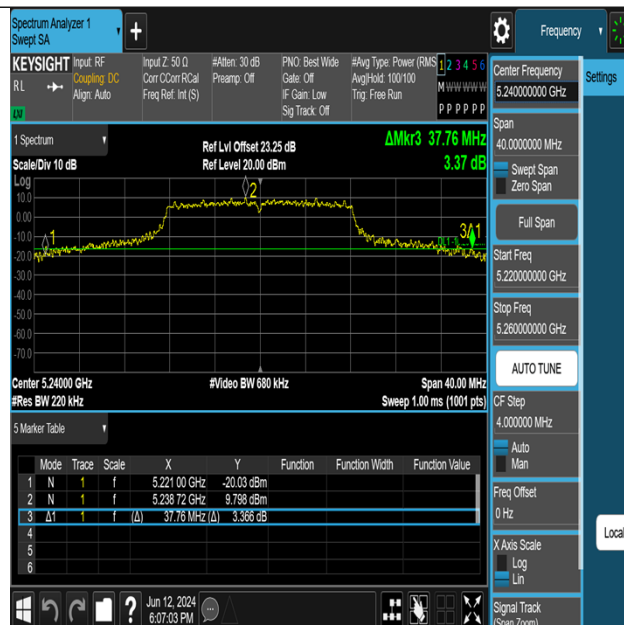 Spectrum Analyzer 1
Swept SA
+
Frequency
KEYSIGHT
RL
LXI
Input: RF
Coupling: DC
Align: Auto
Input Z: 50 Ω
Corr CCorr RCal
Freq Ref: Int (S)
#Atten: 30 dB
Preamp: Off
PNO: Best Wide
Gate: Off
IF Gain: Low
Sig Track: Off
#Avg Type: Power (RMS
Avg|Hold: 100/100
Trig: Free Run
1 2 3 4 5 6
M W W W W W
P P P P P P
1 Spectrum
Scale/Div 10 dB
Ref Lvl Offset 23.25 dB
Ref Level 20.00 dBm
ΔMkr3 37.76 MHz
3.37 dB
Log
10.0
0.00
-10.0
-20.0
-30.0
-40.0
-50.0
-60.0
-70.0
1
2
3Δ1
Center 5.24000 GHz
#Video BW 680 kHz
Span 40.00 MHz
#Res BW 220 kHz
Sweep 1.00 ms (1001 pts)
5 Marker Table
Mode Trace Scale X Y Function Function Width Function Value
1 N 1 f 5.221 00 GHz -20.03 dBm
2 N 1 f 5.238 72 GHz 9.798 dBm
3 Δ1 1 f (Δ) 37.76 MHz (Δ) 3.366 dB
4
5
6
?
Jun 12, 2024
6:07:03 PM
Center Frequency
5.240000000 GHz
Settings
Span
40.0000000 MHz
Swept Span
Zero Span
Full Span
Start Freq
5.220000000 GHz
Stop Freq
5.260000000 GHz
AUTO TUNE
CF Step
4.000000 MHz
Auto
Man
Freq Offset
0 Hz
Local
X Axis Scale
Log
Lin
Signal Track
(Span Zoom)